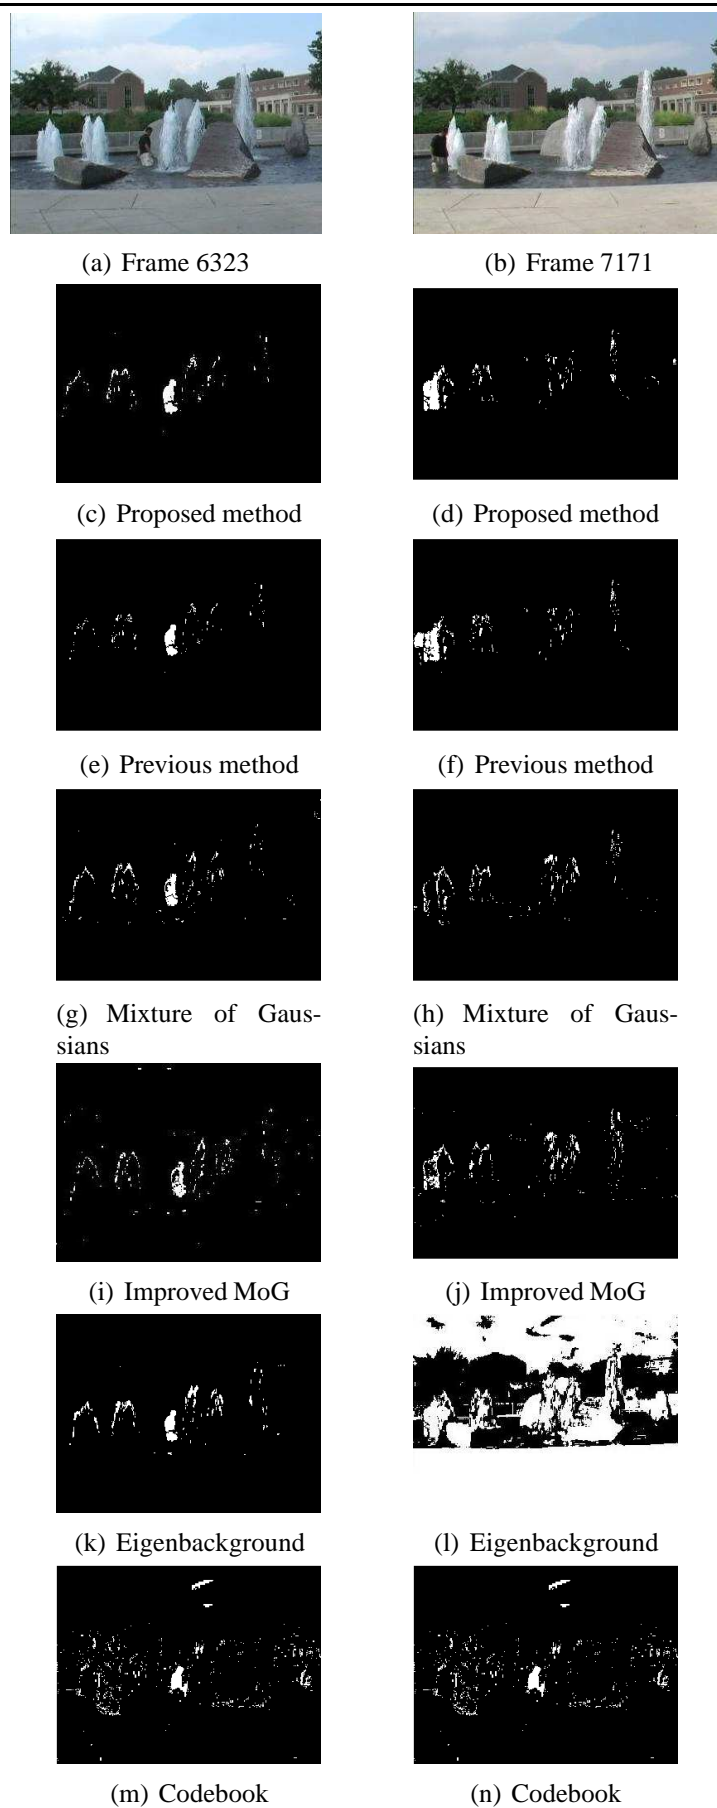 (a) Frame 6323
(b) Frame 7171
(c) Proposed method
(d) Proposed method
(e) Previous method
(f) Previous method
(g) Mixture of Gaus-
sians
(h) Mixture of Gaus-
sians
(i) Improved MoG
(j) Improved MoG
(k) Eigenbackground
(l) Eigenbackground
(m) Codebook
(n) Codebook